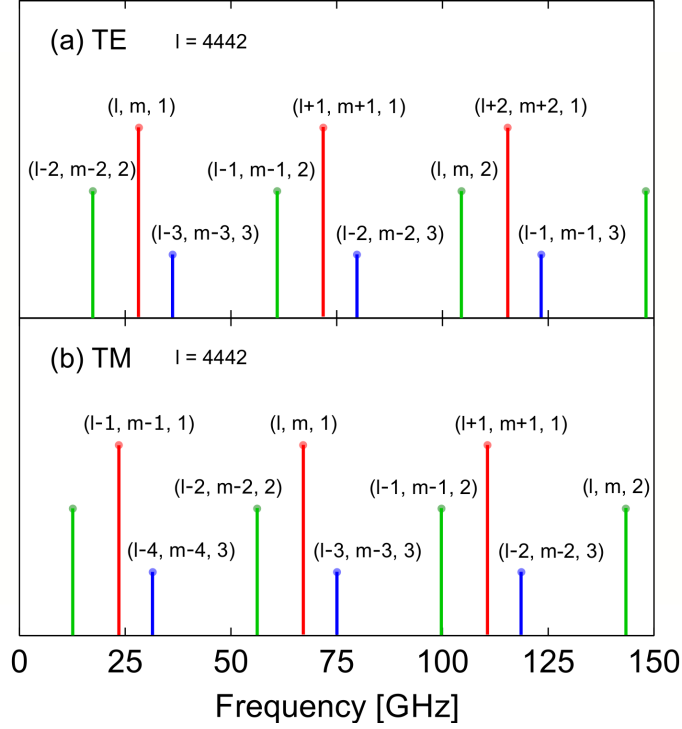 (a) TE l = 4442
(l, m, 1) (l+1, m+1, 1) (l+2, m+2, 1)
(l-2, m-2, 2) (l-1, m-1, 2) (l, m, 2)
(l-3, m-3, 3) (l-2, m-2, 3) (l-1, m-1, 3)
(b) TM l = 4442
(l-1, m-1, 1) (l, m, 1) (l+1, m+1, 1)
(l-2, m-2, 2) (l-1, m-1, 2) (l, m, 2)
(l-4, m-4, 3) (l-3, m-3, 3) (l-2, m-2, 3)
0 25 50 75 100 125 150
Frequency [GHz]